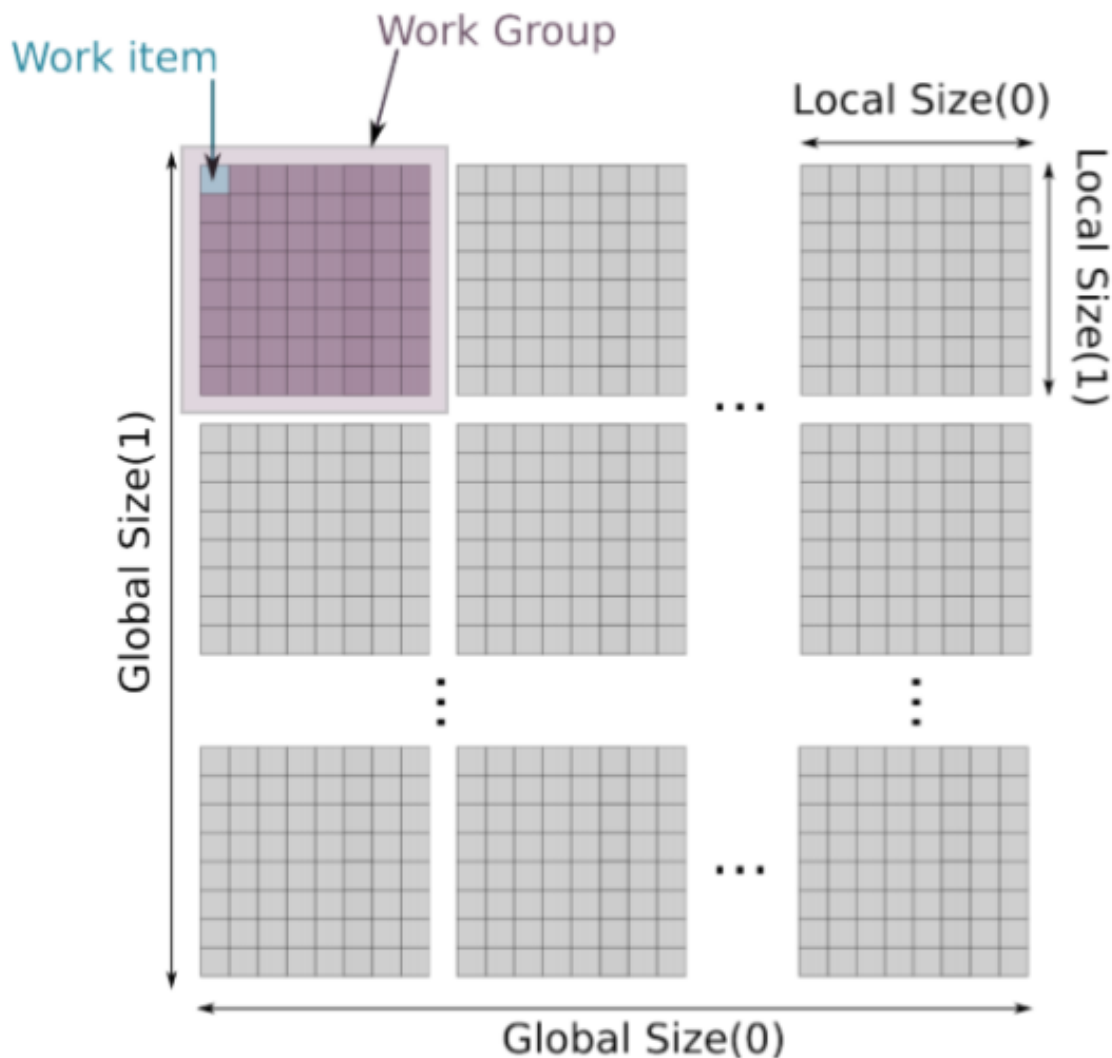 Work Group
Work item
Local Size(0)
Local Size(1)
Global Size(1)
...
...
Global Size(0)